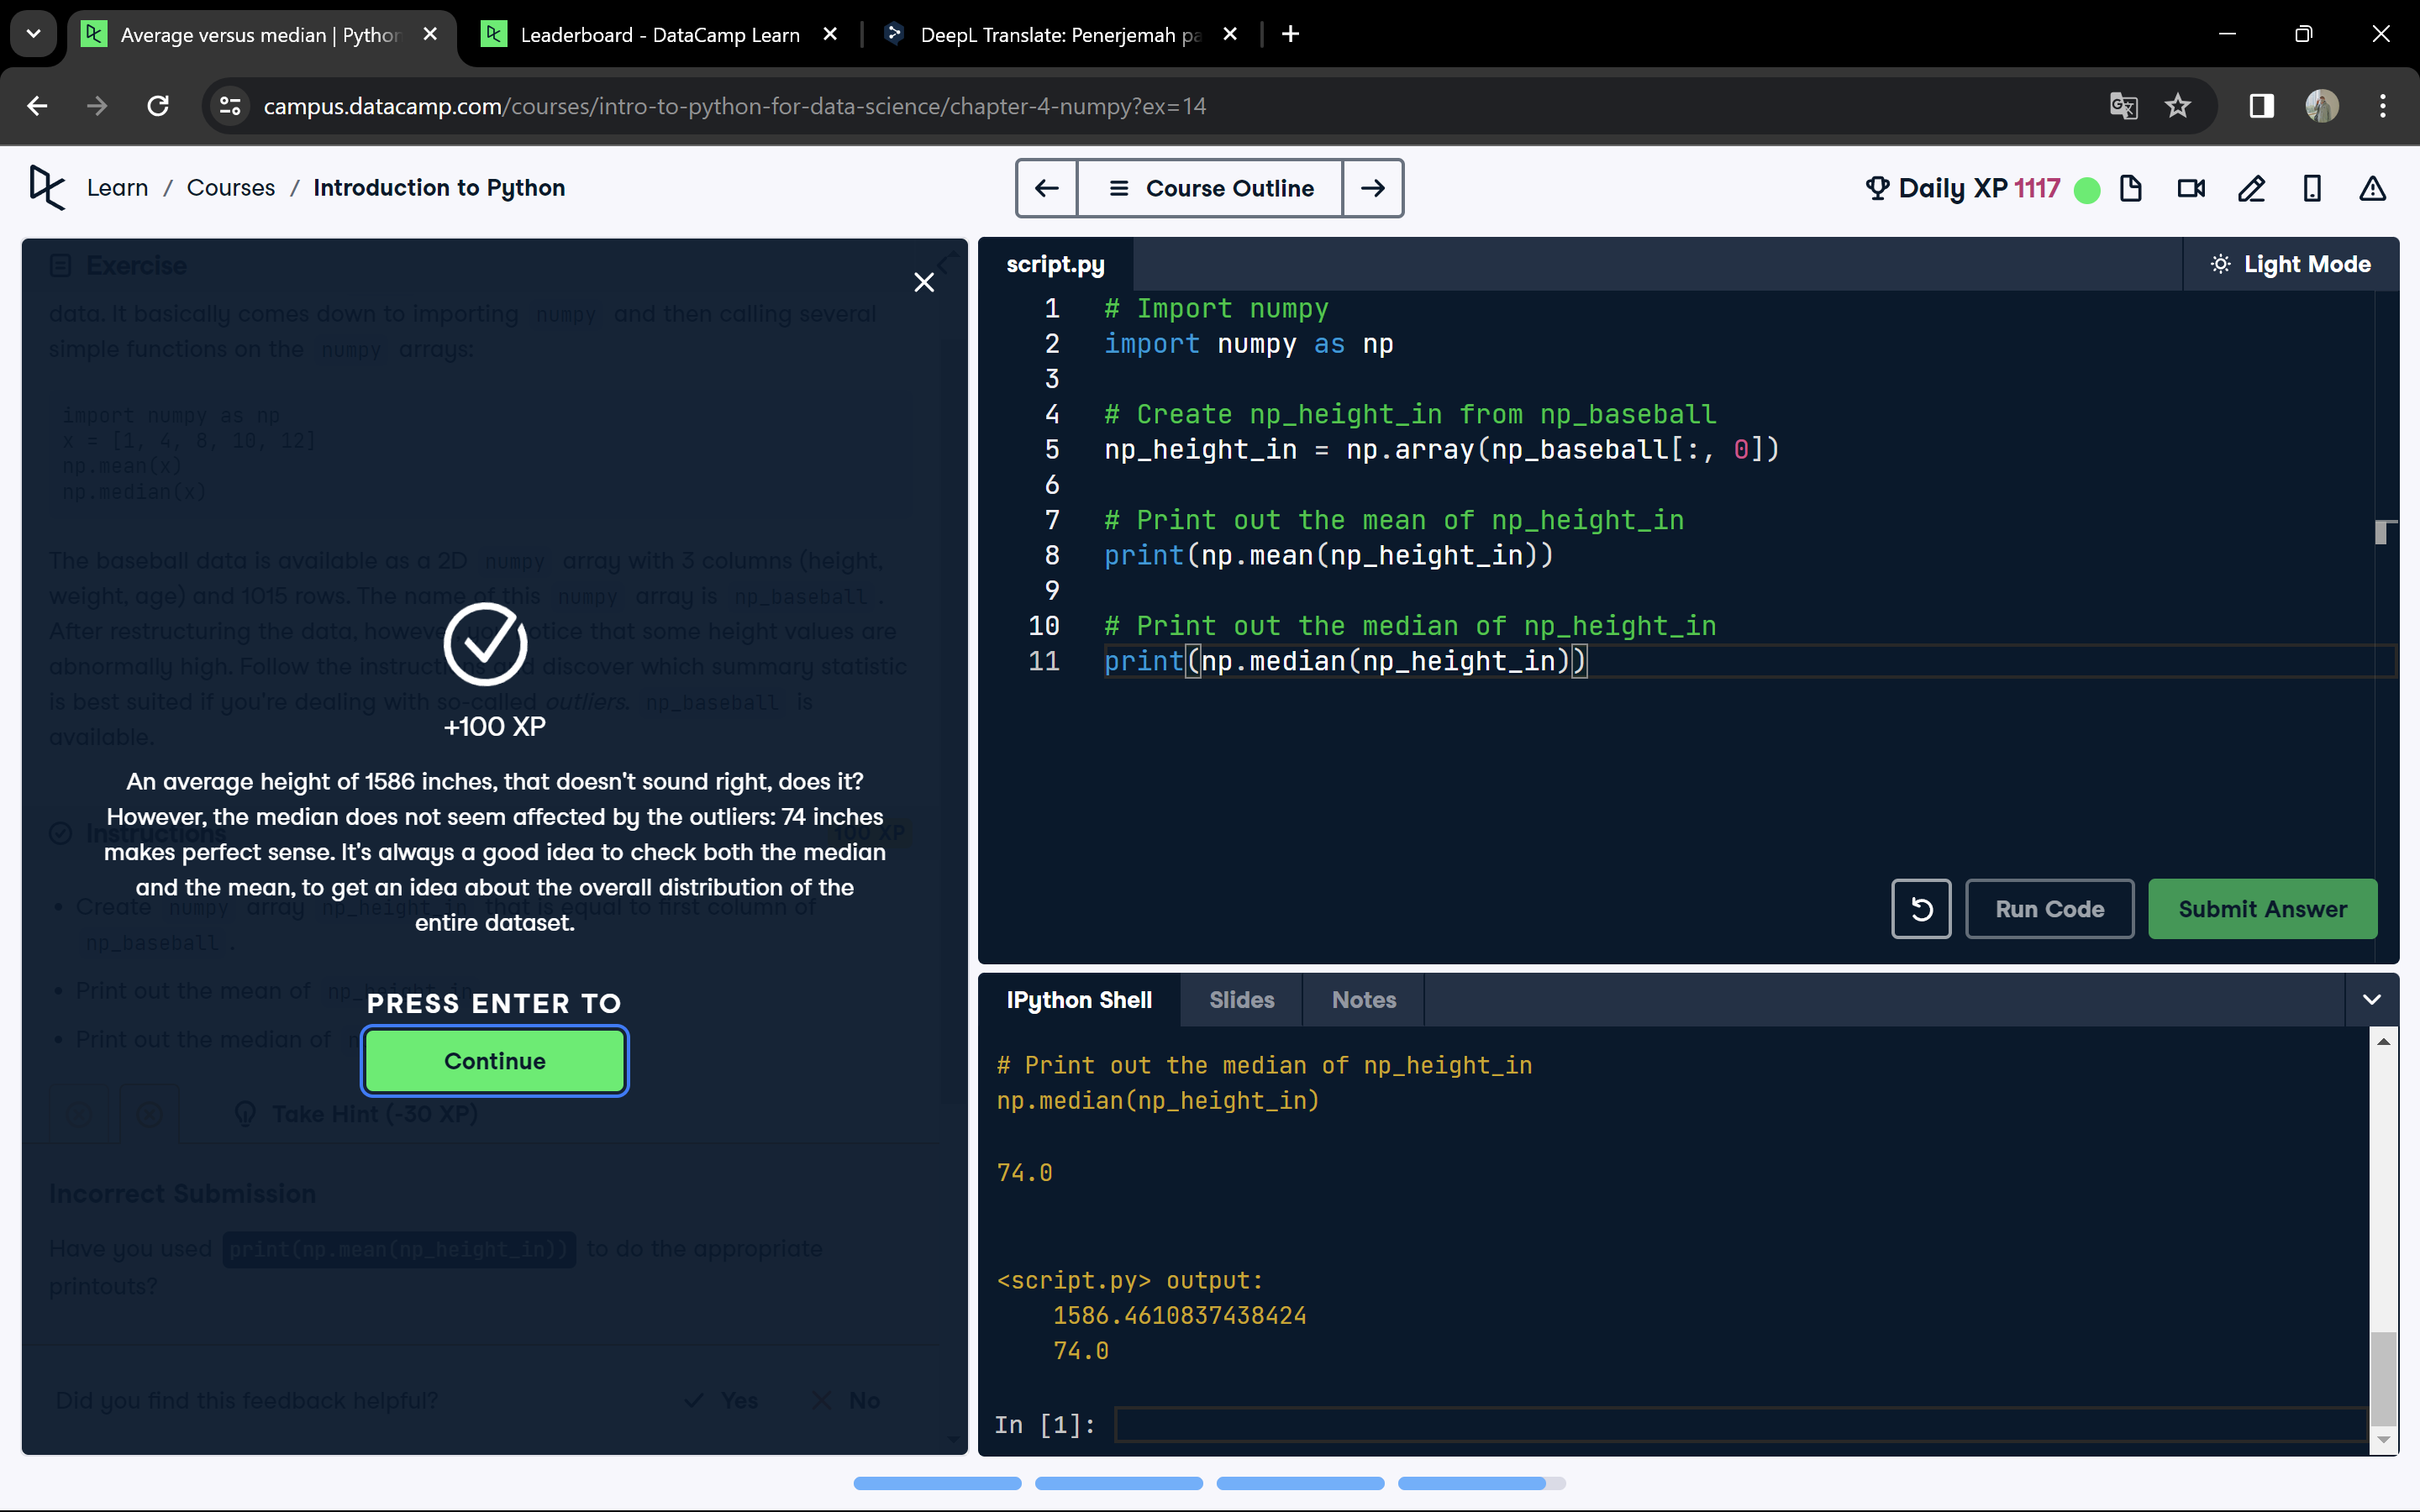 Average versus median | Python
Leaderboard - DataCamp Learn
DeepL Translate: Penerjemah pa
campus.datacamp.com/courses/intro-to-python-for-data-science/chapter-4-numpy?ex=14
Learn / Courses / Introduction to Python
Course Outline
Daily XP 1117
Exercise
data. It basically comes down to importing numpy and then calling several
simple functions on the numpy arrays:
import numpy as np
x = [1, 4, 8, 10, 12]
np.mean(x)
np.median(x)
The baseball data is available as a 2D numpy array with 3 columns (height,
weight, age) and 1015 rows. The name of this numpy array is np_baseball.
After restructuring the data, however, you notice that some height values are
abnormally high. Follow the instructions and discover which summary statistic
is best suited if you're dealing with so-called outliers. np_baseball is
available.
+100 XP
An average height of 1586 inches, that doesn't sound right, does it?
However, the median does not seem affected by the outliers: 74 inches
makes perfect sense. It's always a good idea to check both the median
and the mean, to get an idea about the overall distribution of the
entire dataset.
Instructions
100 XP
• Create numpy array np_height_in that is equal to first column of
np_baseball.
• Print out the mean of np_height_in
• Print out the median of
PRESS ENTER TO
Continue
Take Hint (-30 XP)
Incorrect Submission
Have you used print(np.mean(np_height_in)) to do the appropriate
printouts?
Did you find this feedback helpful?
Yes
No
script.py
Light Mode
1 # Import numpy
2 import numpy as np
3
4 # Create np_height_in from np_baseball
5 np_height_in = np.array(np_baseball[:, 0])
6
7 # Print out the mean of np_height_in
8 print(np.mean(np_height_in))
9
10 # Print out the median of np_height_in
11 print(np.median(np_height_in))
Run Code
Submit Answer
IPython Shell
Slides
Notes
# Print out the median of np_height_in
np.median(np_height_in)
74.0
<script.py> output:
1586.4610837438424
74.0
In [1]: